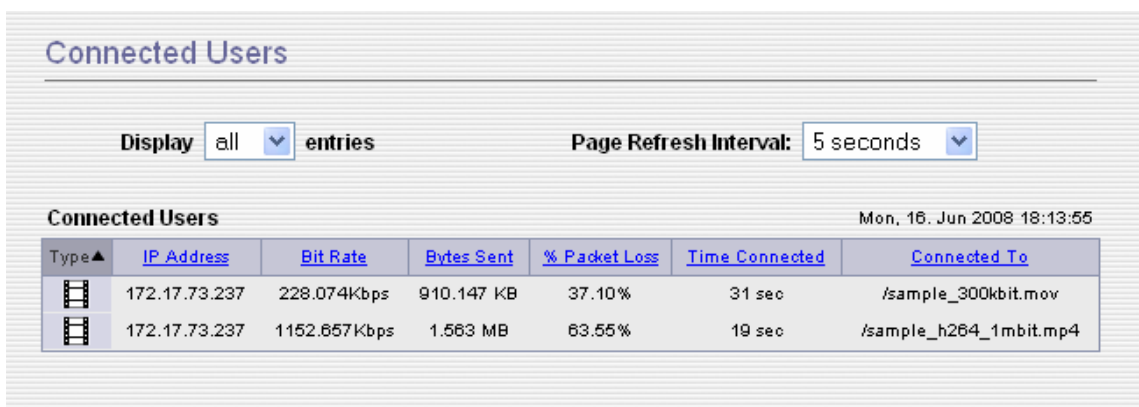 Connected Users
Display all entries Page Refresh Interval: 5 seconds
Connected Users Mon, 16. Jun 2008 18:13:55
Type▲ IP Address Bit Rate Bytes Sent % Packet Loss Time Connected Connected To
172.17.73.237 228.074Kbps 910.147 KB 37.10% 31 sec /sample_300kbit.mov
172.17.73.237 1152.657Kbps 1.563 MB 63.55% 19 sec /sample_h264_1mbit.mp4